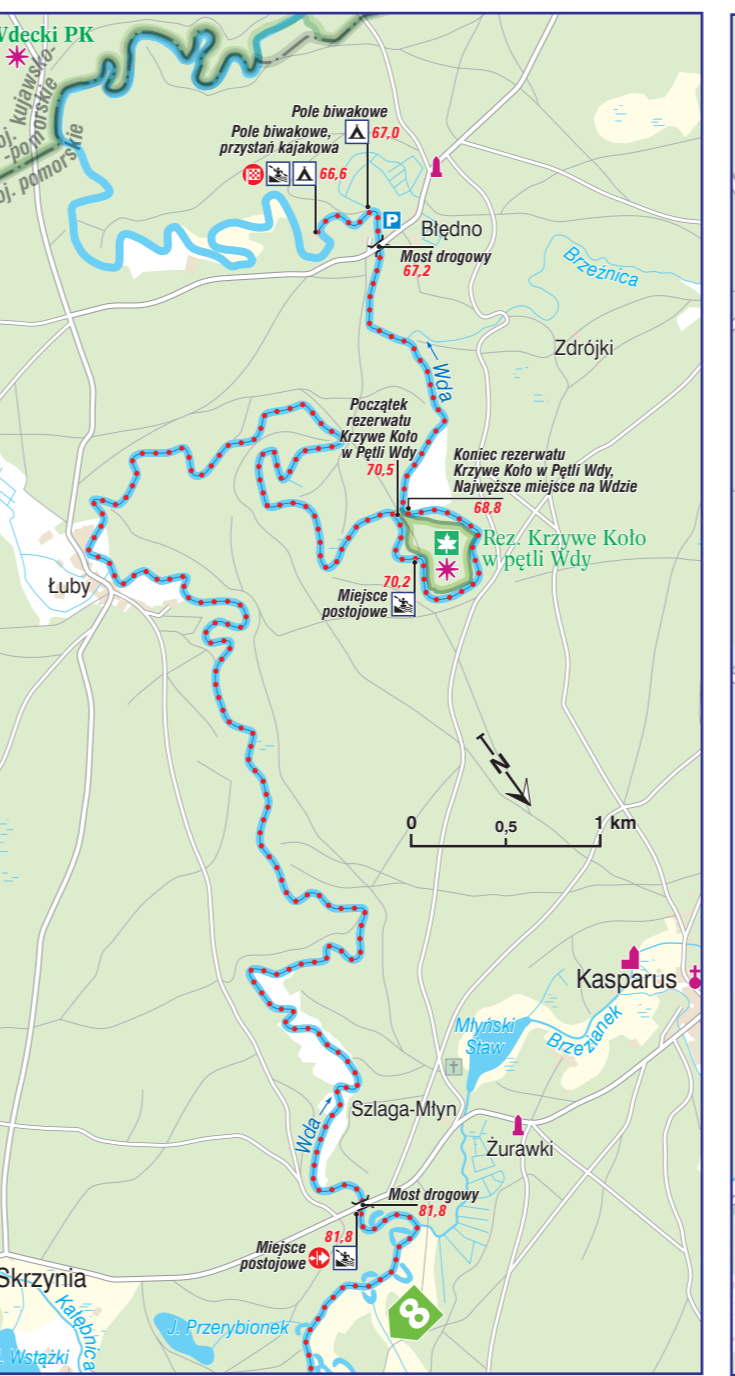 Wdecki PK
oj. kujawsko-
-pomorskie
oj. pomorskie
Pole biwakowe
67,0
Pole biwakowe,
przystań kajakowa
66,6
P
Błędno
Most drogowy
67,2
Brzeźnica
Zdrójki
Wda
Początek
rezerwatu
Krzywe Koło
w Pętli Wdy
70,5
Koniec rezerwatu
Krzywe Koło w Pętli Wdy,
Najwęższe miejsce na Wdzie
68,8
Rez. Krzywe Koło
w pętli Wdy
70,2
Miejsce
postojowe
Łuby
N
0 0,5 1 km
Kasparus
Młyński
Staw
Brzezianek
Szlaga-Młyn
Wda
Żurawki
Most drogowy
81,8
81,8
Miejsce
postojowe
Skrzynia
Kałębnica
J. Przerybionek
8
J. Wstążki